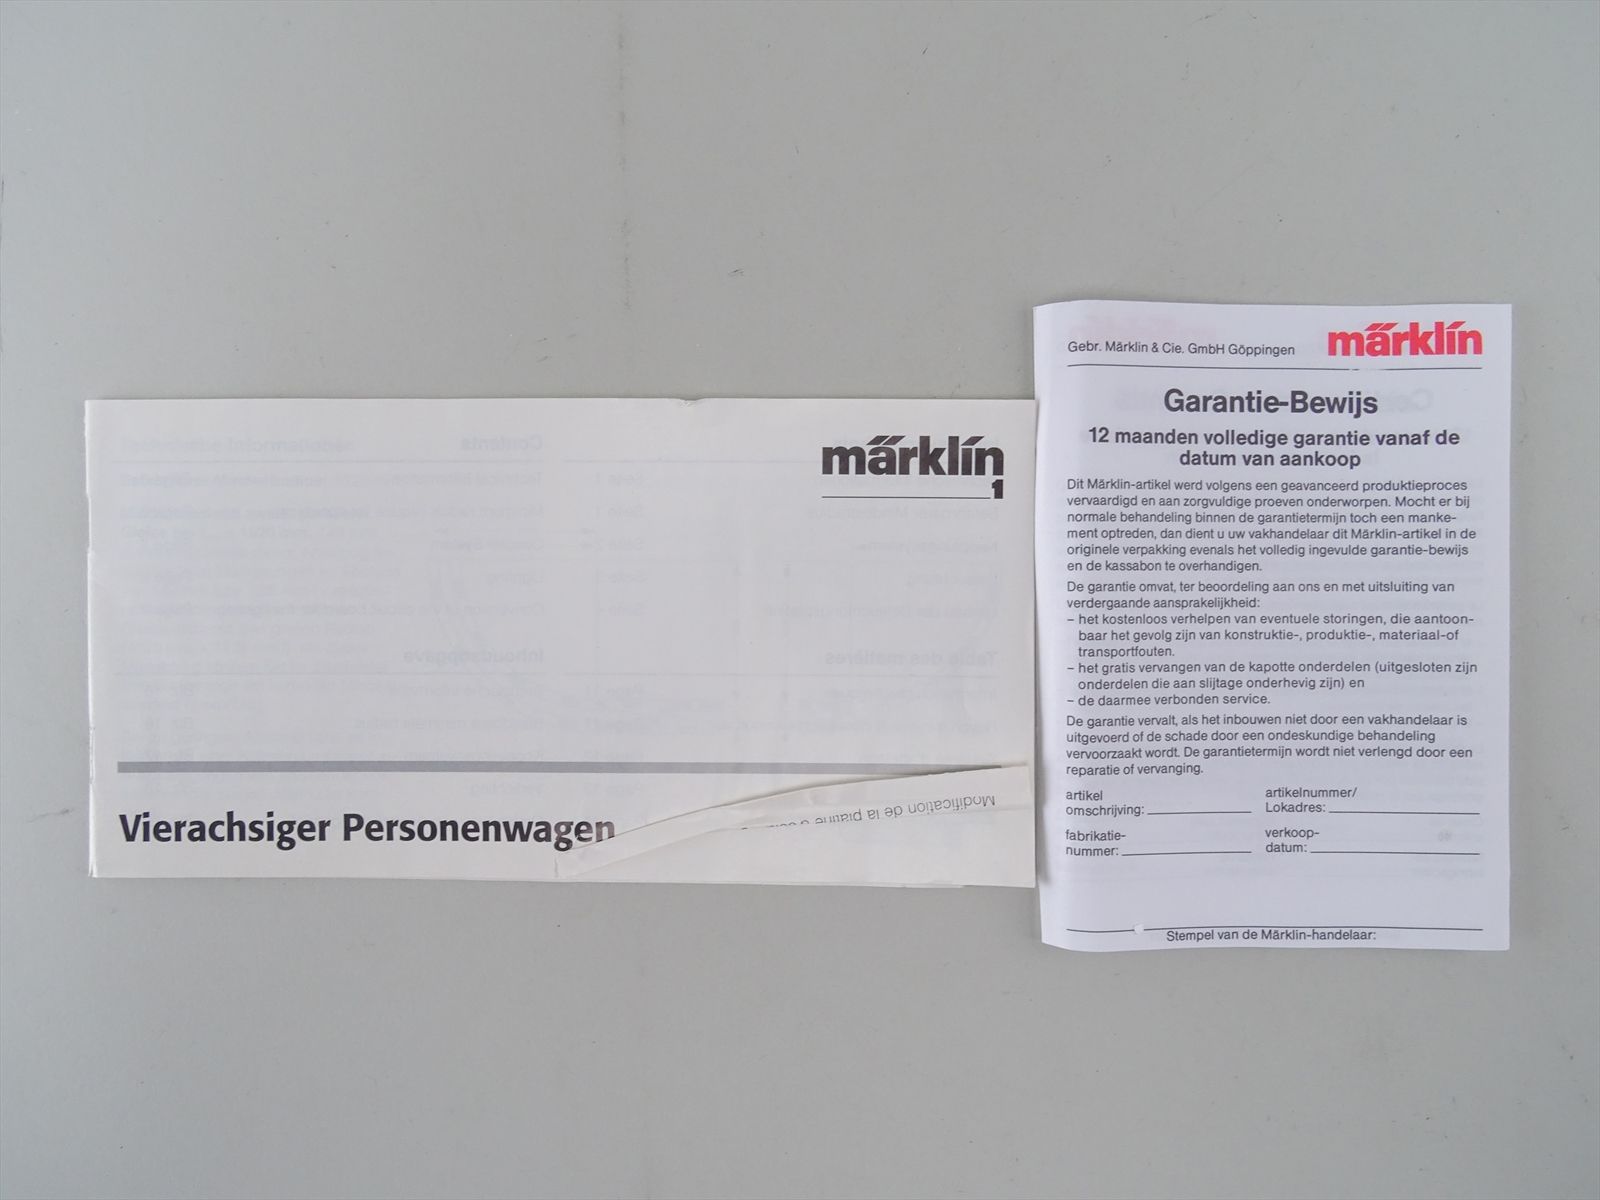 märklin
1
Vierachsiger Personenwagen
Modification de la platine
Gebr. Märklin & Cie. GmbH Göppingen
märklin
Garantie-Bewijs
12 maanden volledige garantie vanaf de
datum van aankoop
Dit Märklin-artikel werd volgens een geavanceerd produktieproces
vervaardigd en aan zorgvuldige proeven onderworpen. Mocht er bij
normale behandeling binnen de garantietermijn toch een manke-
ment optreden, dan dient u uw vakhandelaar dit Märklin-artikel in de
originele verpakking evenals het volledig ingevulde garantie-bewijs
en de kassabon te overhandigen.
De garantie omvat, ter beoordeling aan ons en met uitsluiting van
verdergaande aansprakelijkheid:
– het kostenloos verhelpen van eventuele storingen, die aantoon-
baar het gevolg zijn van konstruktie-, produktie-, materiaal-of
transportfouten.
– het gratis vervangen van de kapotte onderdelen (uitgesloten zijn
onderdelen die aan slijtage onderhevig zijn) en
– de daarmee verbonden service.
De garantie vervalt, als het inbouwen niet door een vakhandelaar is
uitgevoerd of de schade door een ondeskundige behandeling
vervoorzaakt wordt. De garantietermijn wordt niet verlengd door een
reparatie of vervanging.
artikel
omschrijving:
artikelnummer/
Lokadres:
fabrikatie-
nummer:
verkoop-
datum:
Stempel van de Märklin-handelaar: